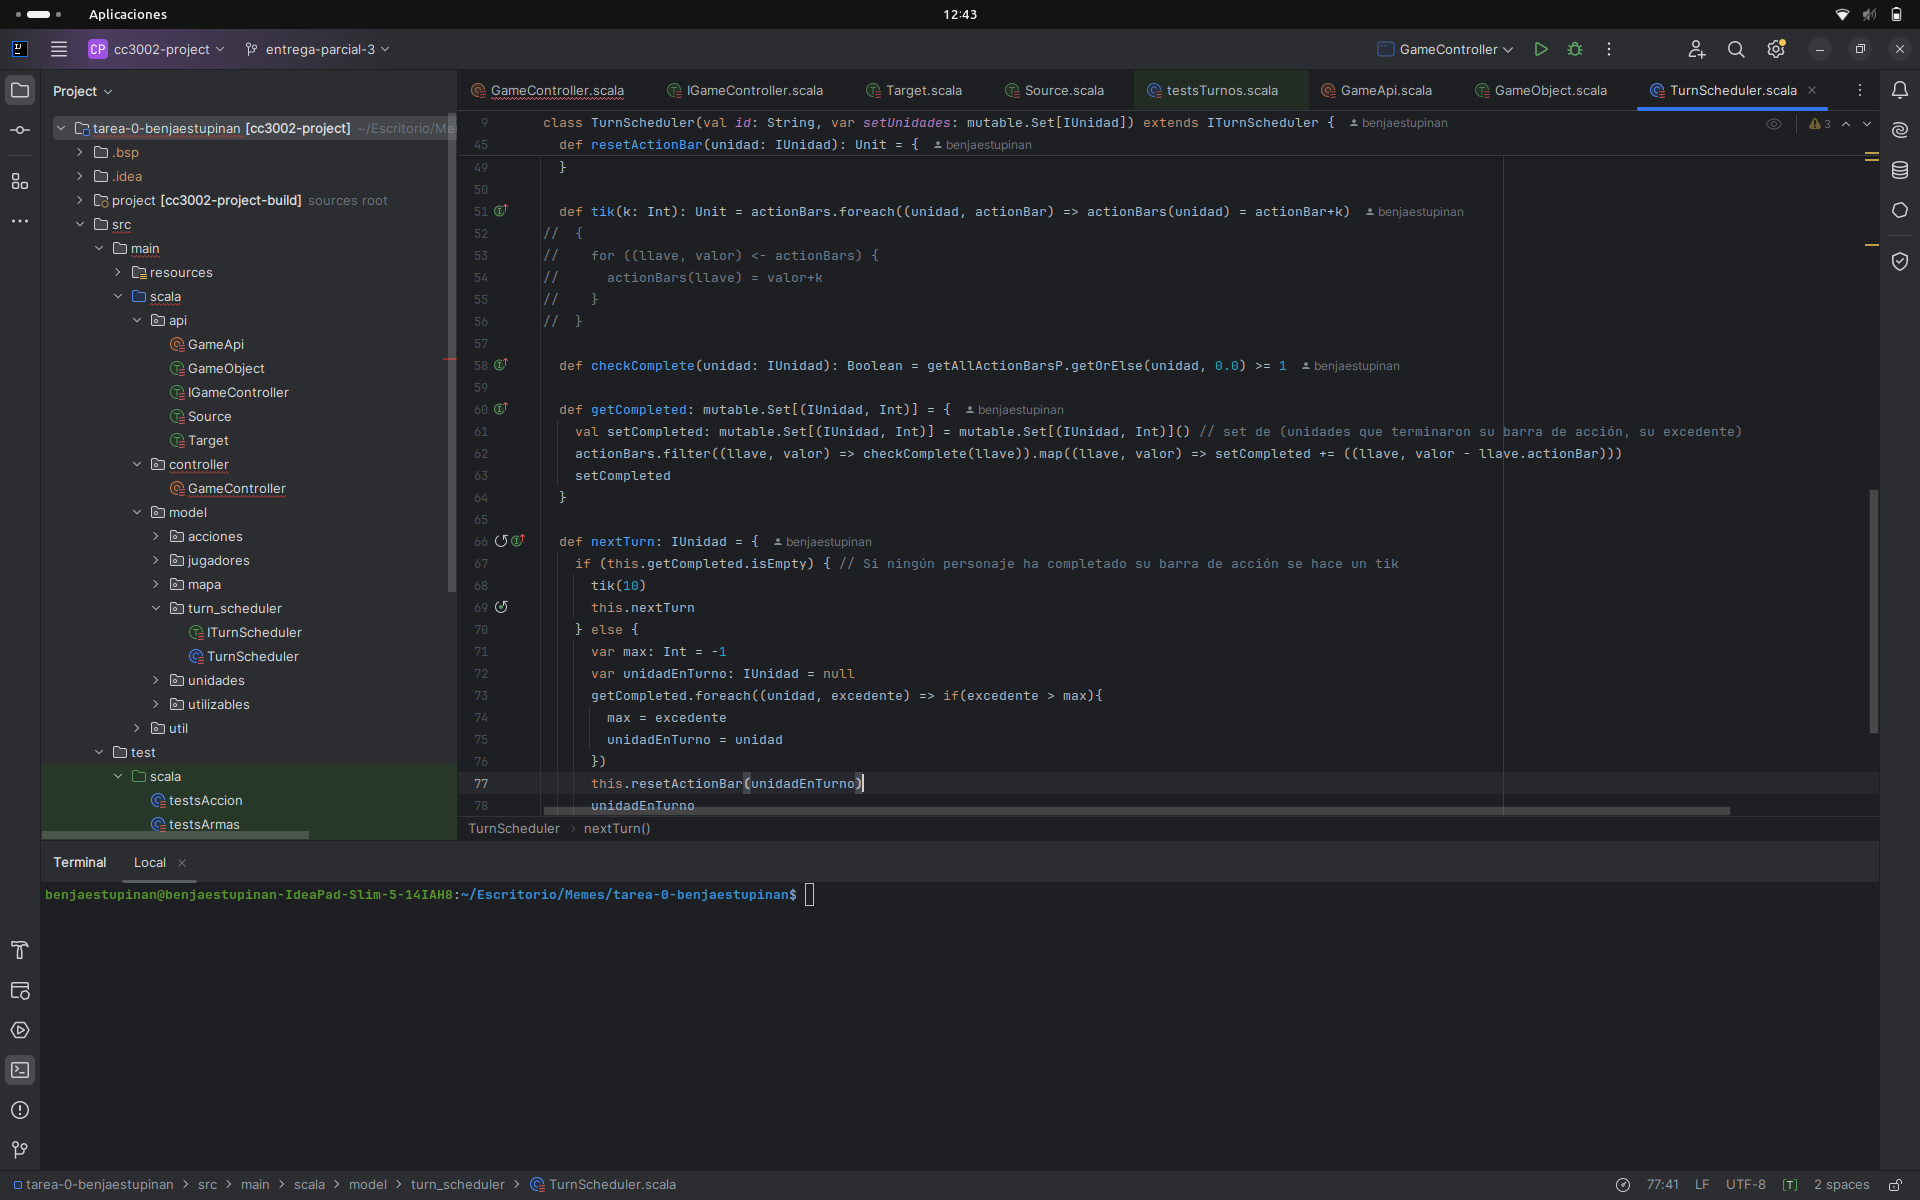 Aplicaciones
12:43
CP cc3002-project
entrega-parcial-3
GameController
Project
GameController.scala
IGameController.scala
Target.scala
Source.scala
testsTurnos.scala
GameApi.scala
GameObject.scala
TurnScheduler.scala
tarea-0-benjaestupinan [cc3002-project] ~/Escritorio/Me
.bsp
.idea
project [cc3002-project-build] sources root
src
main
resources
scala
api
GameApi
GameObject
IGameController
Source
Target
controller
GameController
model
acciones
jugadores
mapa
turn_scheduler
ITurnScheduler
TurnScheduler
unidades
utilizables
util
test
scala
testsAccion
testsArmas
9 class TurnScheduler(val id: String, var setUnidades: mutable.Set[IUnidad]) extends ITurnScheduler { benjaestupinan
3
45 def resetActionBar(unidad: IUnidad): Unit = { benjaestupinan
49 }
50
51 def tik(k: Int): Unit = actionBars.foreach((unidad, actionBar) => actionBars(unidad) = actionBar+k) benjaestupinan
52 // {
53 // for ((llave, valor) <- actionBars) {
54 // actionBars(llave) = valor+k
55 // }
56 // }
57
58 def checkComplete(unidad: IUnidad): Boolean = getAllActionBarsP.getOrElse(unidad, 0.0) >= 1 benjaestupinan
59
60 def getCompleted: mutable.Set[(IUnidad, Int)] = { benjaestupinan
61 val setCompleted: mutable.Set[(IUnidad, Int)] = mutable.Set[(IUnidad, Int)]() // set de (unidades que terminaron su barra de acción, su excedente)
62 actionBars.filter((llave, valor) => checkComplete(llave)).map((llave, valor) => setCompleted += ((llave, valor - llave.actionBar)))
63 setCompleted
64 }
65
66 def nextTurn: IUnidad = { benjaestupinan
67 if (this.getCompleted.isEmpty) { // Si ningún personaje ha completado su barra de acción se hace un tik
68 tik(10)
69 this.nextTurn
70 } else {
71 var max: Int = -1
72 var unidadEnTurno: IUnidad = null
73 getCompleted.foreach((unidad, excedente) => if(excedente > max){
74 max = excedente
75 unidadEnTurno = unidad
76 })
77 this.resetActionBar(unidadEnTurno)
78 unidadEnTurno
TurnScheduler › nextTurn()
Terminal
Local
benjaestupinan@benjaestupinan-IdeaPad-Slim-5-14IAH8:~/Escritorio/Memes/tarea-0-benjaestupinan$
tarea-0-benjaestupinan > src > main > scala > model > turn_scheduler > TurnScheduler.scala
77:41 LF UTF-8 [T] 2 spaces